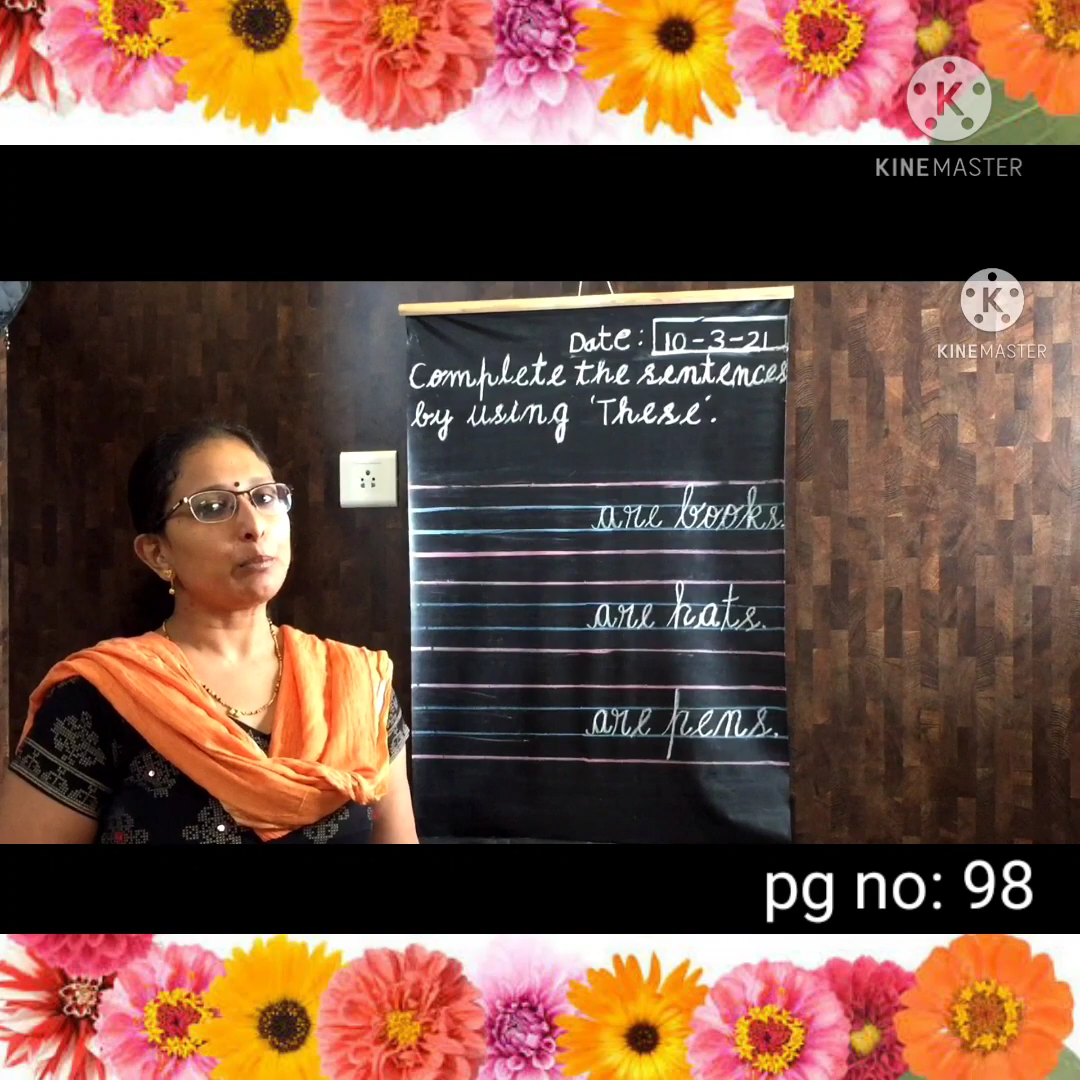 KINEMASTER
KINEMASTER
Date: 10-3-21
Complete the sentences
by using 'These'.
are books.
are hats.
are pens.
pg no: 98